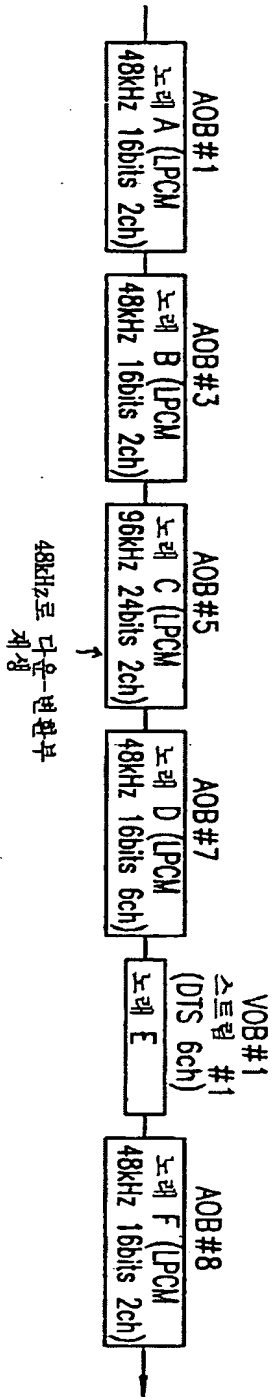 AOB#1
노래 A (LPCM
48kHz 16bits 2ch)
AOB#3
노래 B (LPCM
48kHz 16bits 2ch)
AOB#5
노래 C (LPCM
96kHz 24bits 2ch)
48kHz로 다운-변환부
재생
AOB#7
노래 D (LPCM
48kHz 16bits 6ch)
VOB#1
스트림 #1
(DTS 6ch)
노래 E
AOB#8
노래 F (LPCM
48kHz 16bits 2ch)